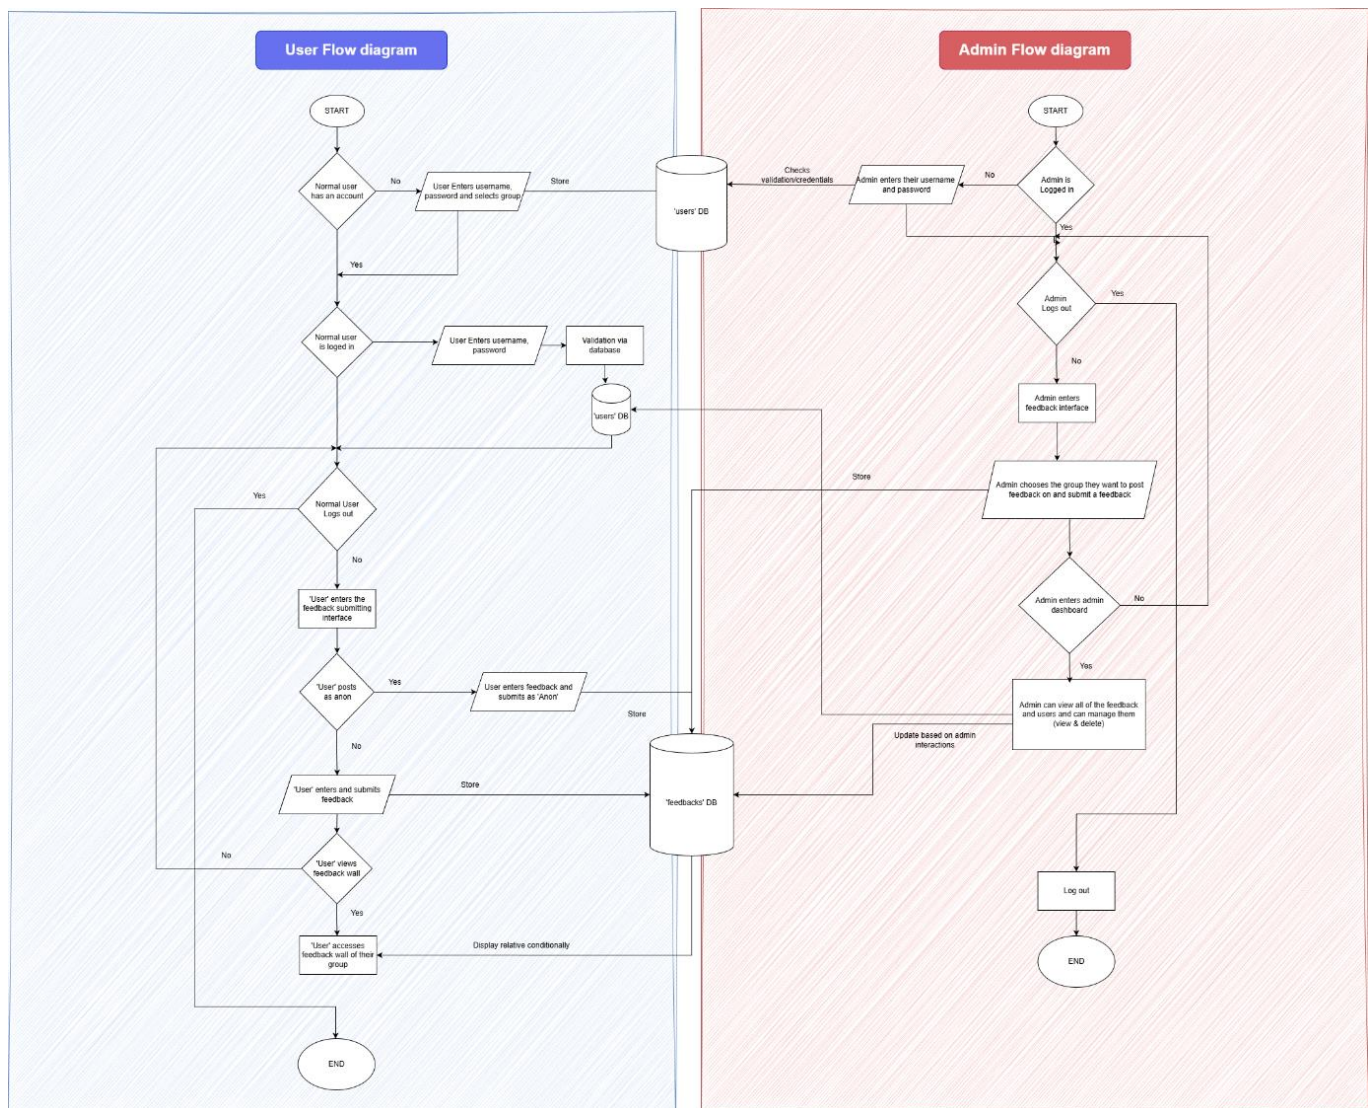 User Flow diagram
START
Normal user
has an account
No
User Enters username,
password and selects group
Store
'users' DB
Yes
Normal user
is loged in
User Enters username,
password
Validation via
database
'users' DB
Yes
Normal User
Logs out
No
'User' enters the
feedback submitting
interface
'User' posts
as anon
Yes
User enters feedback and
submits as 'Anon'
Store
No
'User' enters and submits
feedback
Store
'feedbacks' DB
No
'User' views
feedback wall
Yes
'User' accesses
feedback wall of their
group
Display relative conditionally
END
Admin Flow diagram
START
Admin is
Logged in
No
Admin enters their username
and password
Checks
validation/credentials
Yes
Admin
Logs out
Yes
No
Admin enters
feedback interface
Admin chooses the group they want to post
feedback on and submit a feedback
Store
Admin enters admin
dashboard
No
Yes
Admin can view all of the feedback
and users and can manage them
(view & delete)
Update based on admin
interactions
Log out
END